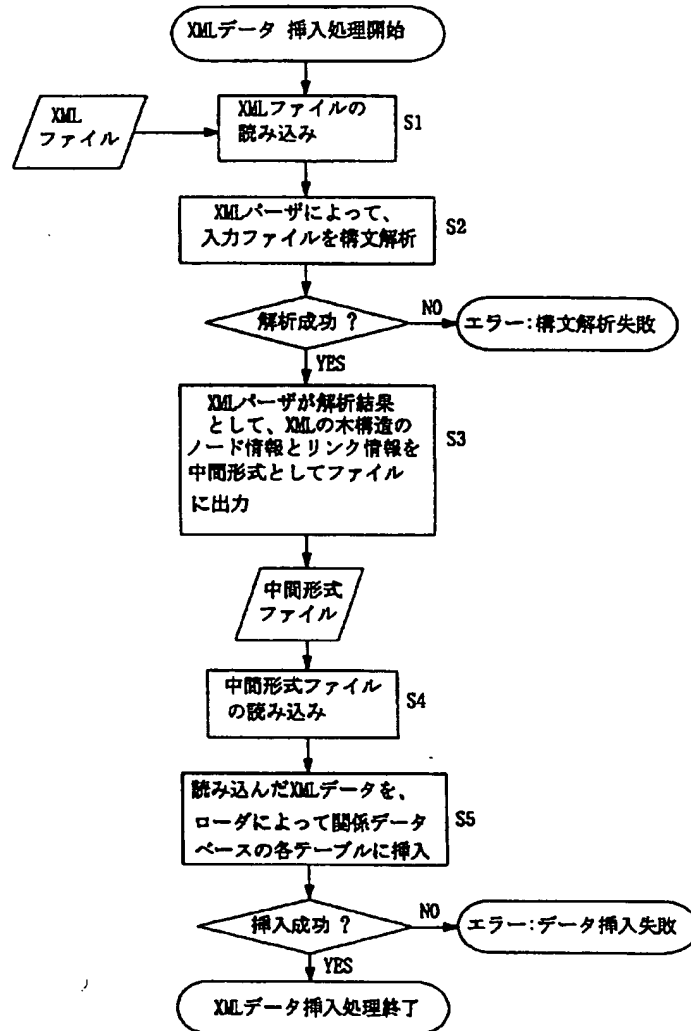 XMLデータ 挿入処理開始
XML
ファイル
XMLファイルの
読み込み
S1
XMLパーザによって、
入力ファイルを構文解析
S2
解析成功 ?
NO
エラー:構文解析失敗
YES
XMLパーザが解析結果
として、XMLの木構造の
ノード情報とリンク情報を
中間形式としてファイル
に出力
S3
中間形式
ファイル
中間形式ファイル
の読み込み
S4
読み込んだXMLデータを、
ローダによって関係データ
ベースの各テーブルに挿入
S5
挿入成功 ?
NO
エラー:データ挿入失敗
YES
XMLデータ挿入処理終了